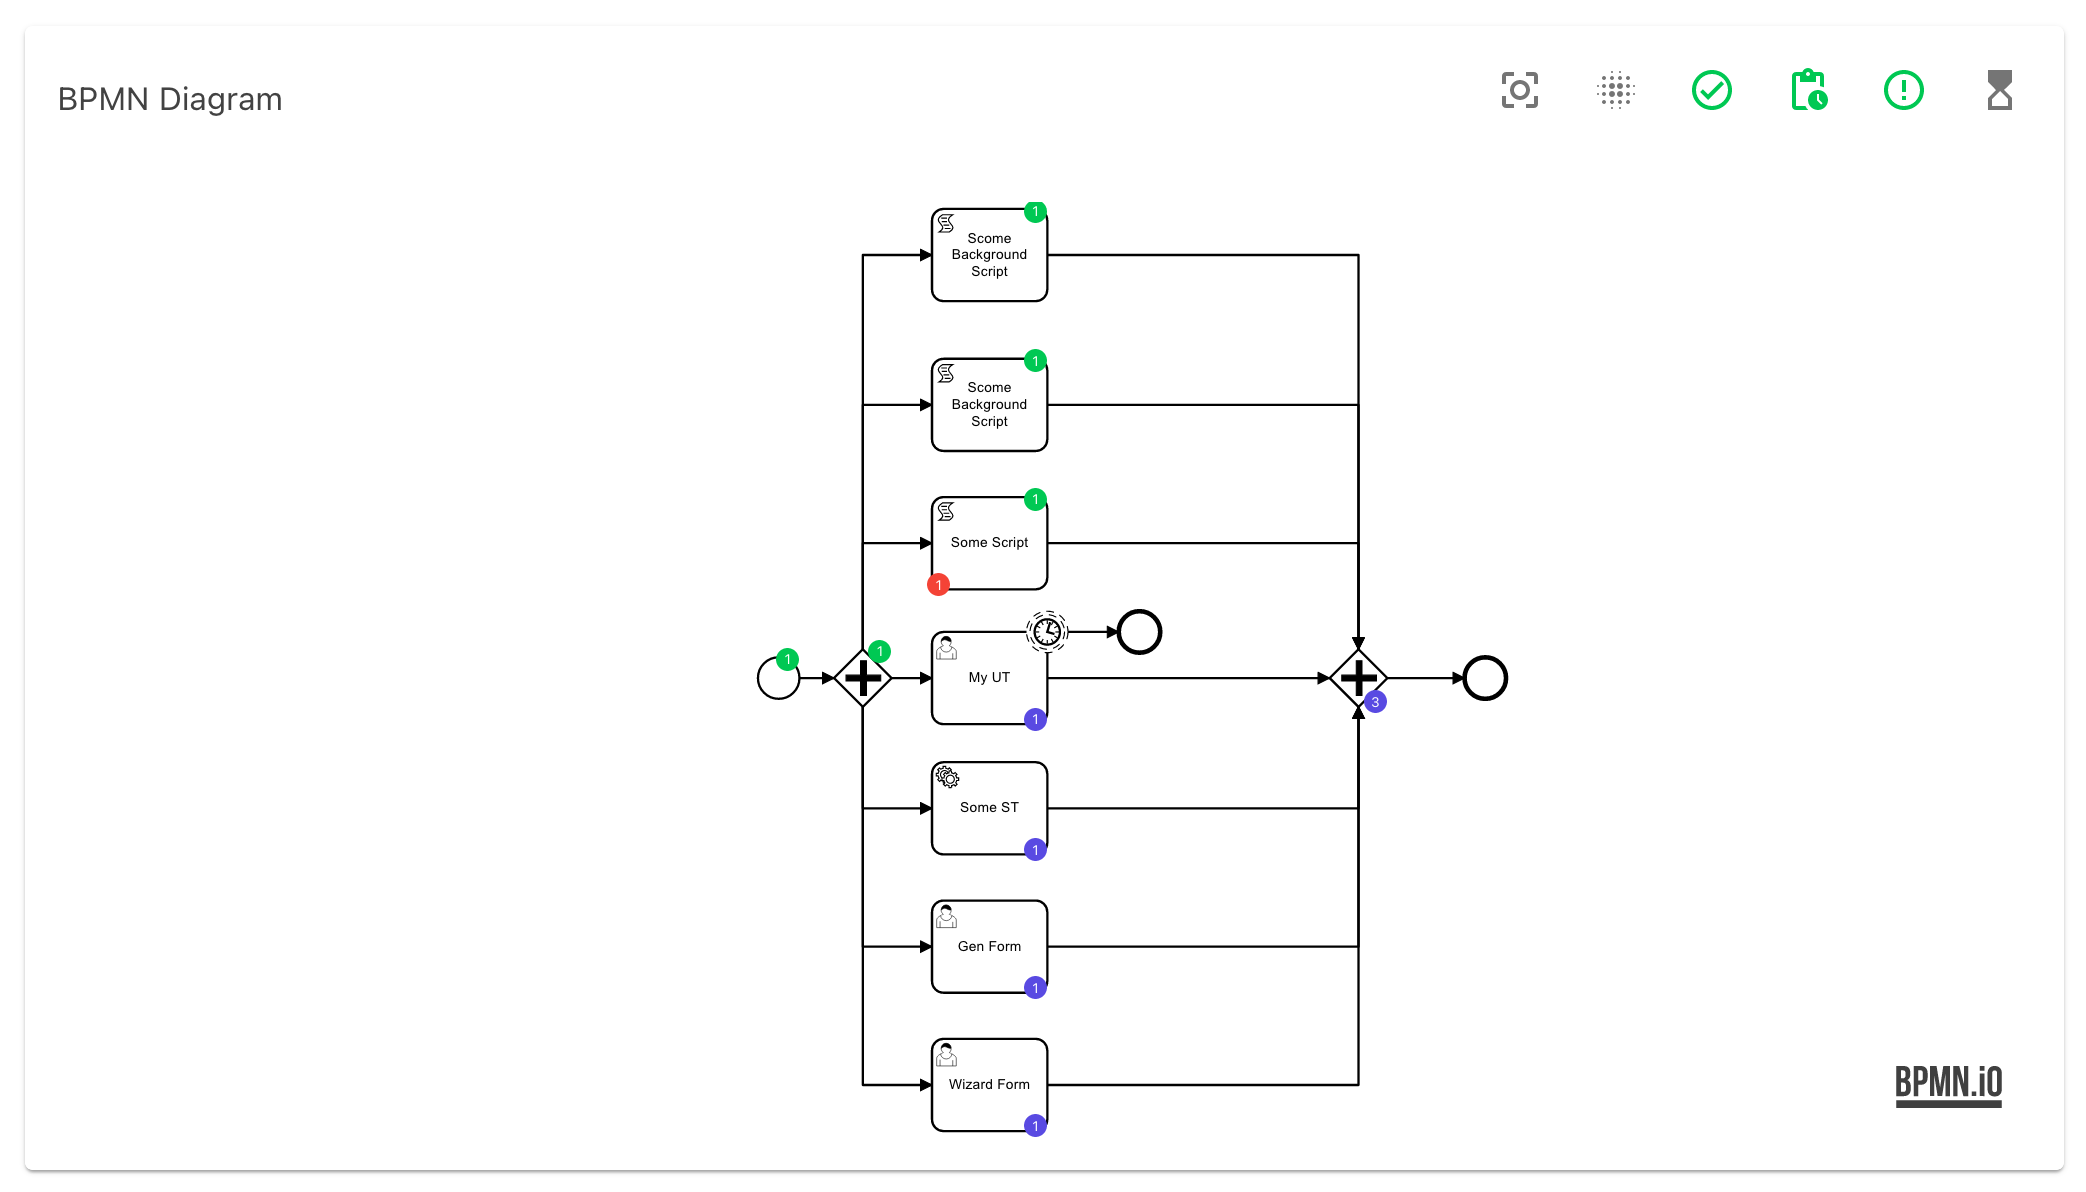 BPMN Diagram
1
Scome
Background
Script
1
Scome
Background
Script
1
Some Script
1
1
1
My UT
1
3
Some ST
1
Gen Form
1
Wizard Form
1
BPMN.iO